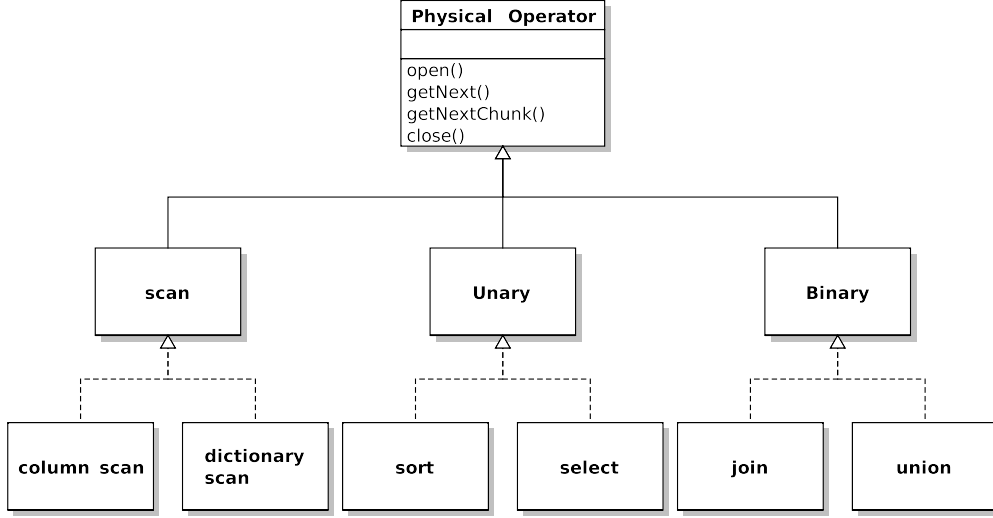 Physical Operator
open()
getNext()
getNextChunk()
close()
scan
Unary
Binary
column scan
dictionary
scan
sort
select
join
union